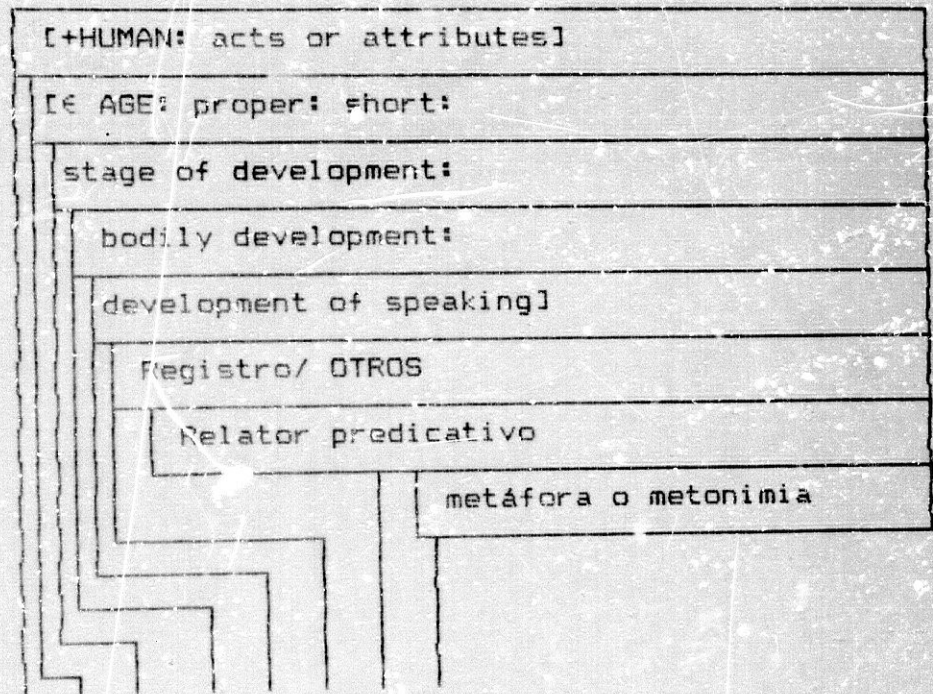 [+HUMAN: acts or attributes]
[€ AGE: proper: short:
stage of development:
bodily development:
development of speaking]
Registro/ OTROS
Relator predicativo
metáfora o metonimia